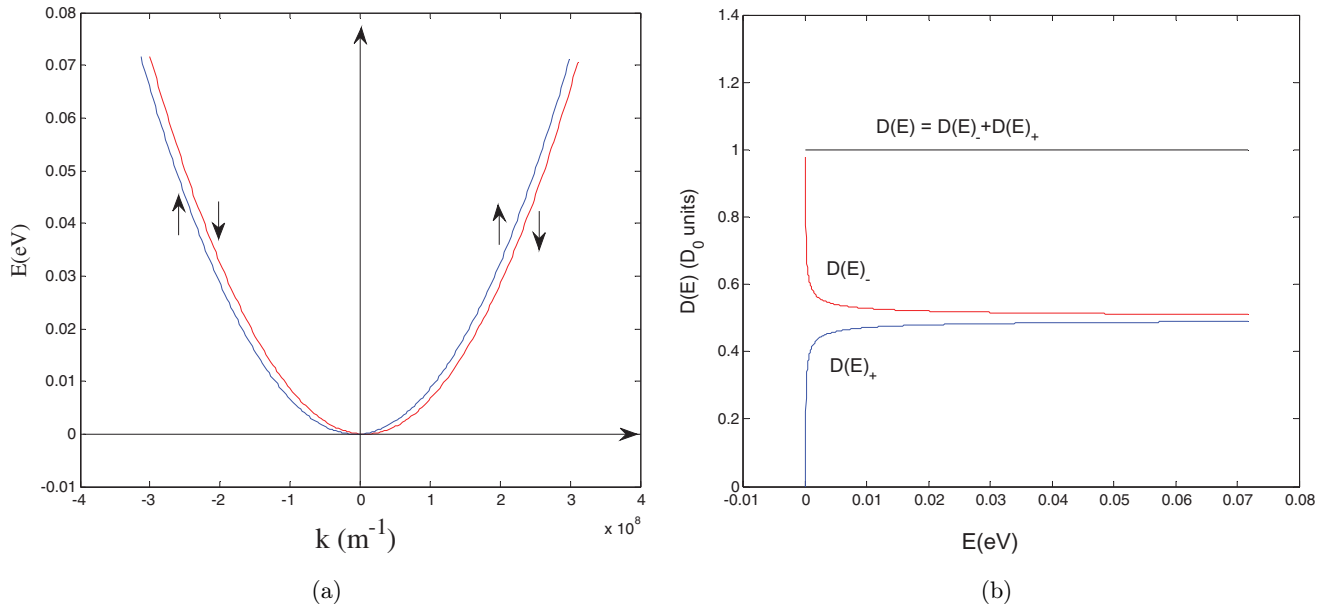 0.08
0.07
0.06
0.05
0.04
0.03
0.02
0.01
0
-0.01
E(eV)
-4 -3 -2 -1 0 1 2 3 4
x 10^8
k (m^-1)
(a)
1.4
1.2
1
0.8
0.6
0.4
0.2
0
D(E) (D_0 units)
D(E) = D(E)_-+D(E)_+
D(E)_-
D(E)_+
-0.01 0 0.01 0.02 0.03 0.04 0.05 0.06 0.07 0.08
E(eV)
(b)